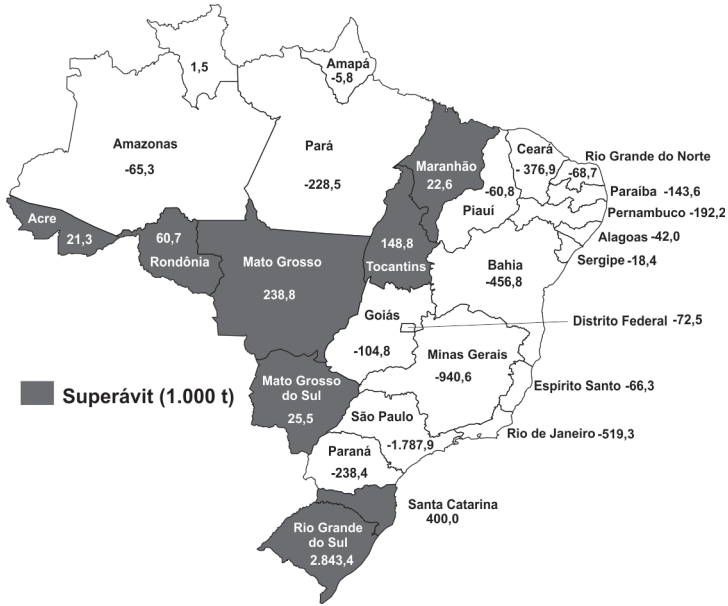 1,5
Amapá
-5,8
Amazonas
-65,3
Pará
-228,5
Maranhão
22,6
Ceará
- 376,9
Rio Grande do Norte
-68,7
-60,8
Piauí
Paraíba -143,6
Pernambuco -192,2
Alagoas -42,0
Sergipe -18,4
Acre
21,3
60,7
Rondônia
Mato Grosso
238,8
148,8
Tocantins
Bahia
-456,8
Goiás
-104,8
Distrito Federal -72,5
Minas Gerais
-940,6
Espírito Santo -66,3
Mato Grosso
do Sul
25,5
Superávit (1.000 t)
São Paulo
-1.787,9
Rio de Janeiro -519,3
Paraná
-238,4
Santa Catarina
400,0
Rio Grande
do Sul
2.843,4